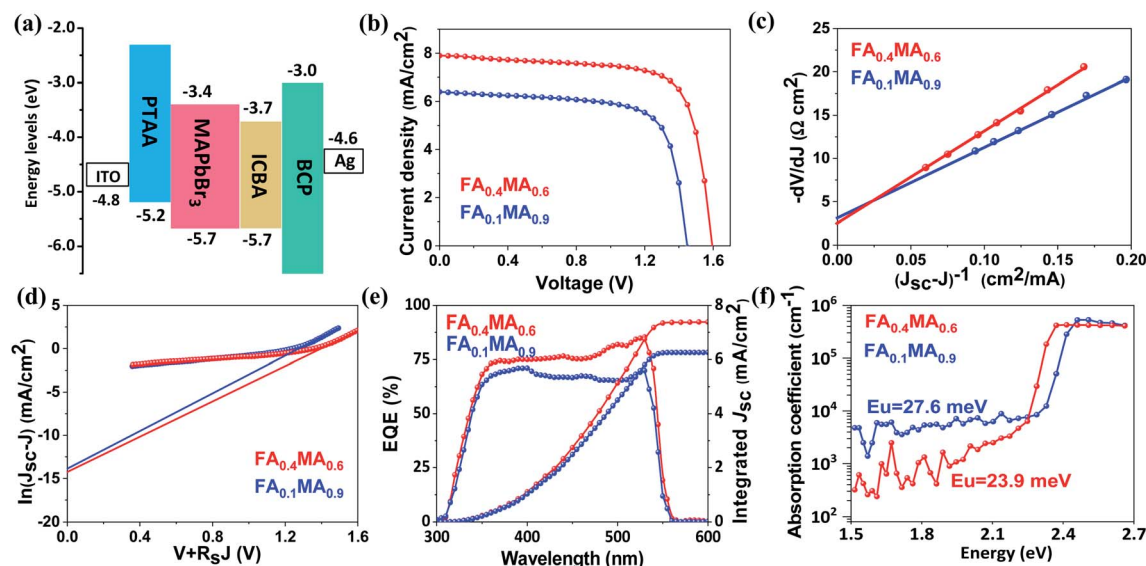 (a)
Energy levels (eV)
-2.0
-3.0
-4.0
-5.0
-6.0
ITO
-4.8
PTAA
-5.2
-3.4
MAPbBr₃
-5.7
-3.7
ICBA
-5.7
-3.0
BCP
-4.6
Ag
(b)
Current density (mA/cm²)
8
6
4
2
0
FA₀.₄MA₀.₆
FA₀.₁MA₀.₉
0.0 0.4 0.8 1.2 1.6
Voltage (V)
(c)
-dV/dJ (Ω cm²)
25
20
15
10
5
0
FA₀.₄MA₀.₆
FA₀.₁MA₀.₉
0.00 0.05 0.10 0.15 0.20
(J_SC-J)⁻¹ (cm²/mA)
(d)
ln(J_SC-J) (mA/cm²)
5
0
-5
-10
-15
-20
FA₀.₄MA₀.₆
FA₀.₁MA₀.₉
0.0 0.4 0.8 1.2 1.6
V+R_SJ (V)
(e)
EQE (%)
100
75
50
25
0
FA₀.₄MA₀.₆
FA₀.₁MA₀.₉
8
6
4
2
0
Integrated J_SC (mA/cm²)
300 400 500 600
Wavelength (nm)
(f)
Absorption coefficient (cm⁻¹)
10⁶
10⁵
10⁴
10³
10²
FA₀.₄MA₀.₆
FA₀.₁MA₀.₉
Eu=27.6 meV
Eu=23.9 meV
1.5 1.8 2.1 2.4 2.7
Energy (eV)